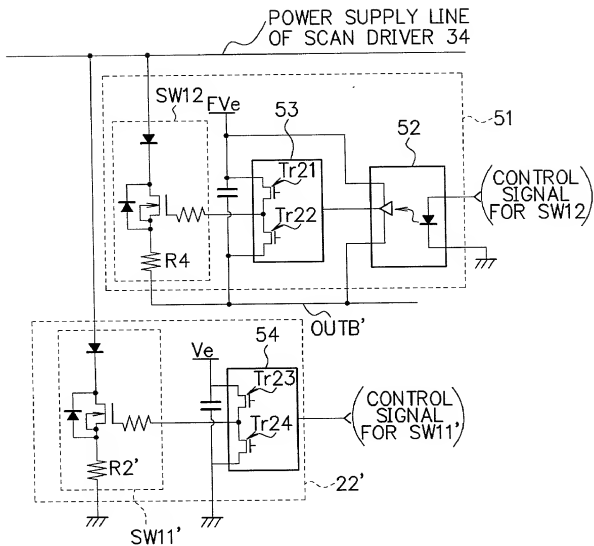 POWER SUPPLY LINE
OF SCAN DRIVER 34
SW12
FVe
53
52
51
Tr21
Tr22
(CONTROL
SIGNAL
FOR SW12)
R4
OUTB'
Ve
54
Tr23
Tr24
(CONTROL
SIGNAL
FOR SW11')
R2'
22'
SW11'